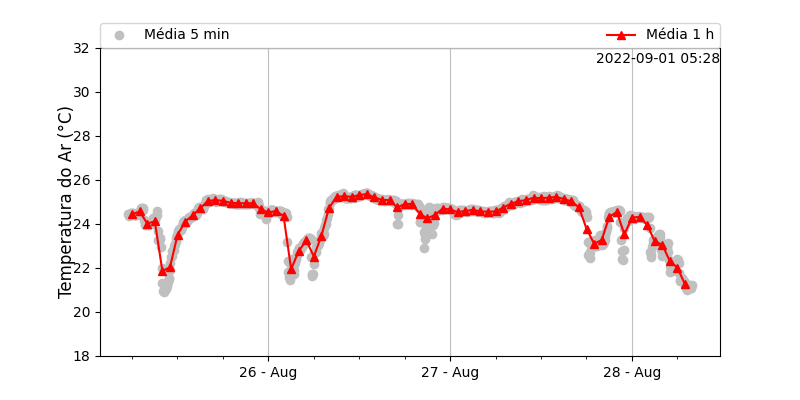 Média 5 min
Média 1 h
2022-09-01 05:28
Temperatura do Ar (°C)
32
30
28
26
24
22
20
18
26 - Aug
27 - Aug
28 - Aug